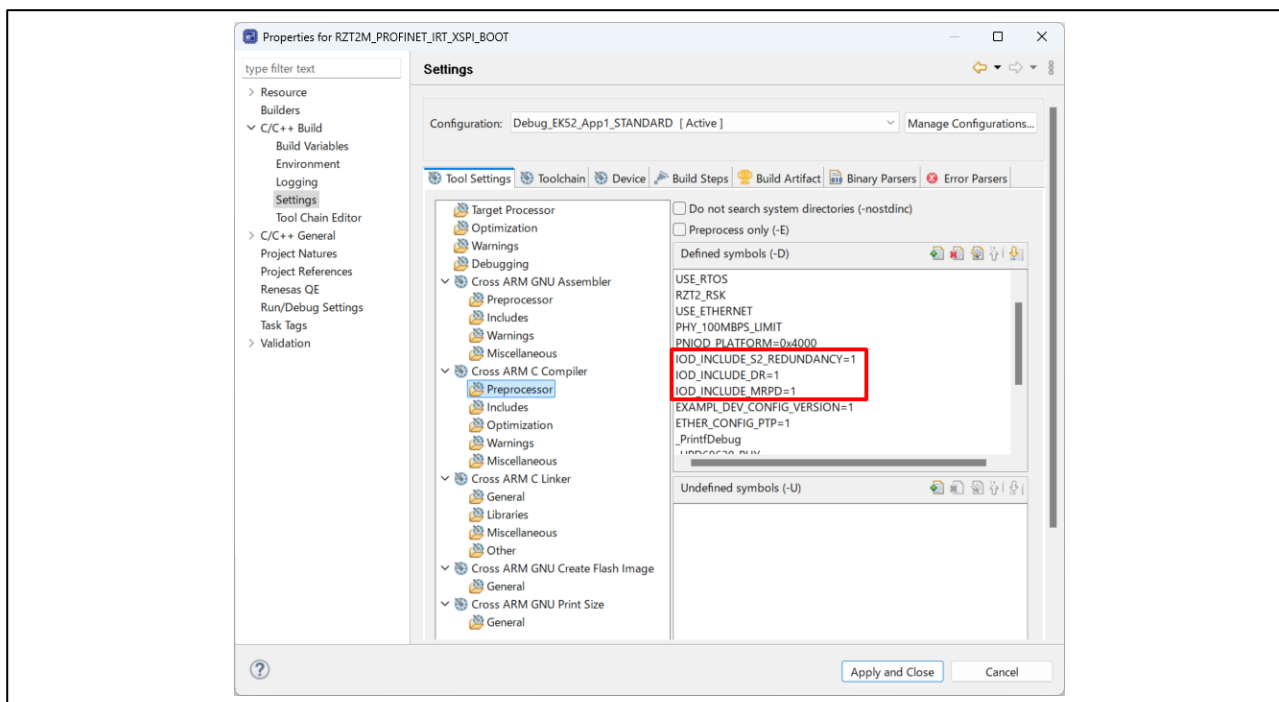 Properties for RZT2M_PROFINET_IRT_XSPI_BOOT
type filter text
Settings
Resource
Builders
C/C++ Build
Build Variables
Environment
Logging
Settings
Tool Chain Editor
C/C++ General
Project Natures
Project References
Renesas QE
Run/Debug Settings
Task Tags
Validation
Configuration: Debug_EK52_App1_STANDARD [ Active ] Manage Configurations...
Tool Settings Toolchain Device Build Steps Build Artifact Binary Parsers Error Parsers
Target Processor
Optimization
Warnings
Debugging
Cross ARM GNU Assembler
Preprocessor
Includes
Warnings
Miscellaneous
Cross ARM C Compiler
Preprocessor
Includes
Optimization
Warnings
Miscellaneous
Cross ARM C Linker
General
Libraries
Miscellaneous
Other
Cross ARM GNU Create Flash Image
General
Cross ARM GNU Print Size
General
Do not search system directories (-nostdinc)
Preprocess only (-E)
Defined symbols (-D)
USE_RTOS
RZT2_RSK
USE_ETHERNET
PHY_100MBPS_LIMIT
PNIOD_PLATFORM=0x4000
IOD_INCLUDE_S2_REDUNDANCY=1
IOD_INCLUDE_DR=1
IOD_INCLUDE_MRPD=1
EXAMPL_DEV_CONFIG_VERSION=1
ETHER_CONFIG_PTP=1
_PrintfDebug
Undefined symbols (-U)
Apply and Close Cancel